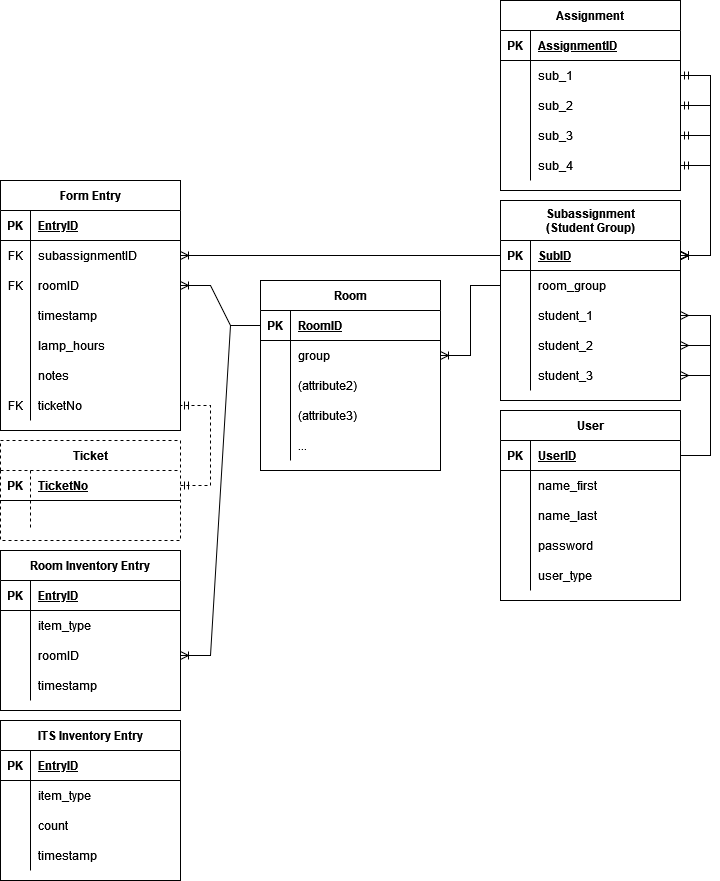 Assignment
PK AssignmentID
sub_1
sub_2
sub_3
sub_4
Form Entry
PK EntryID
FK subassignmentID
FK roomID
timestamp
lamp_hours
notes
FK ticketNo
Subassignment
(Student Group)
PK SubID
room_group
student_1
student_2
student_3
Room
PK RoomID
group
(attribute2)
(attribute3)
...
Ticket
PK TicketNo
User
PK UserID
name_first
name_last
password
user_type
Room Inventory Entry
PK EntryID
item_type
roomID
timestamp
ITS Inventory Entry
PK EntryID
item_type
count
timestamp